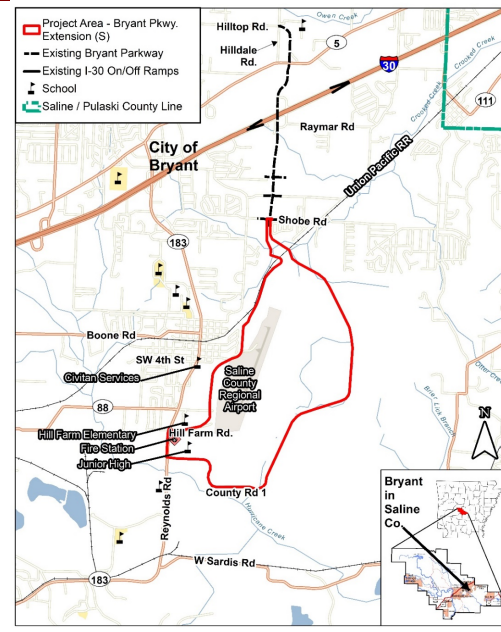 Project Area - Bryant Pkwy.
Extension (S)
Existing Bryant Parkway
Existing I-30 On/Off Ramps
School
Saline / Pulaski County Line
Hilltop Rd.
Hilldale
Rd.
Owen Creek
5
30
Crooked Creek
Crooked Creek
111
Raymar Rd
City of
Bryant
Union Pacific RR
Shobe Rd
183
Boone Rd
SW 4th St
Civitan Services
Saline
County
Regional
Airport
Otter Creek
Brier Lick Branch
88
Hill Farm Elementary
Hill Farm Rd.
Fire Station
Junior High
N
County Rd 1
Reynolds Rd
Hurricane Creek
W Sardis Rd
183
Bryant
in
Saline
Co